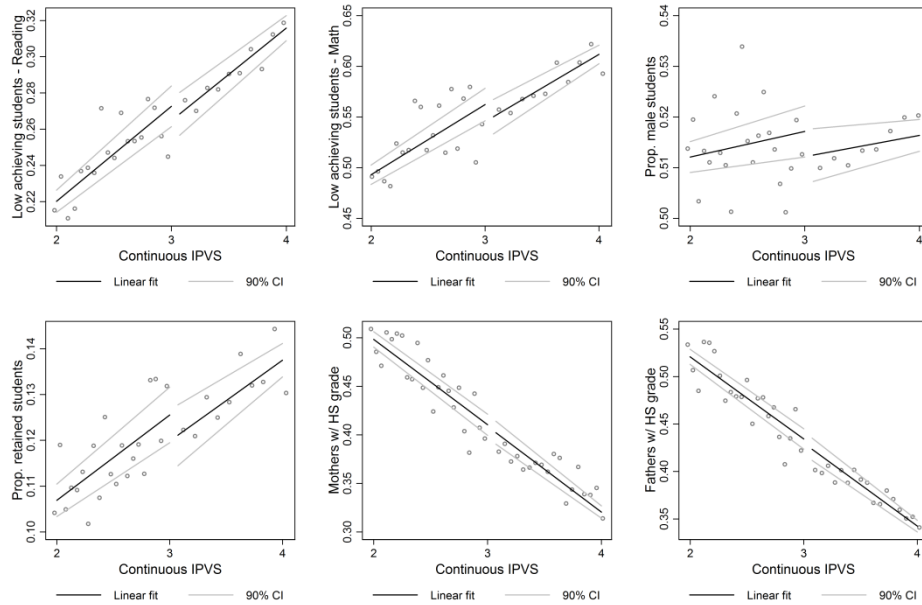 Low achieving students - Reading
0.32
0.30
0.28
0.26
0.24
0.22
2 3 4
Continuous IPVS
Linear fit 90% CI
Low achieving students - Math
0.65
0.60
0.55
0.50
0.45
2 3 4
Continuous IPVS
Linear fit 90% CI
Prop. male students
0.54
0.53
0.52
0.51
0.50
2 3 4
Continuous IPVS
Linear fit 90% CI
Prop. retained students
0.14
0.13
0.12
0.11
0.10
2 3 4
Continuous IPVS
Linear fit 90% CI
Mothers w/ HS grade
0.50
0.45
0.40
0.35
0.30
2 3 4
Continuous IPVS
Linear fit 90% CI
Fathers w/ HS grade
0.55
0.50
0.45
0.40
0.35
2 3 4
Continuous IPVS
Linear fit 90% CI